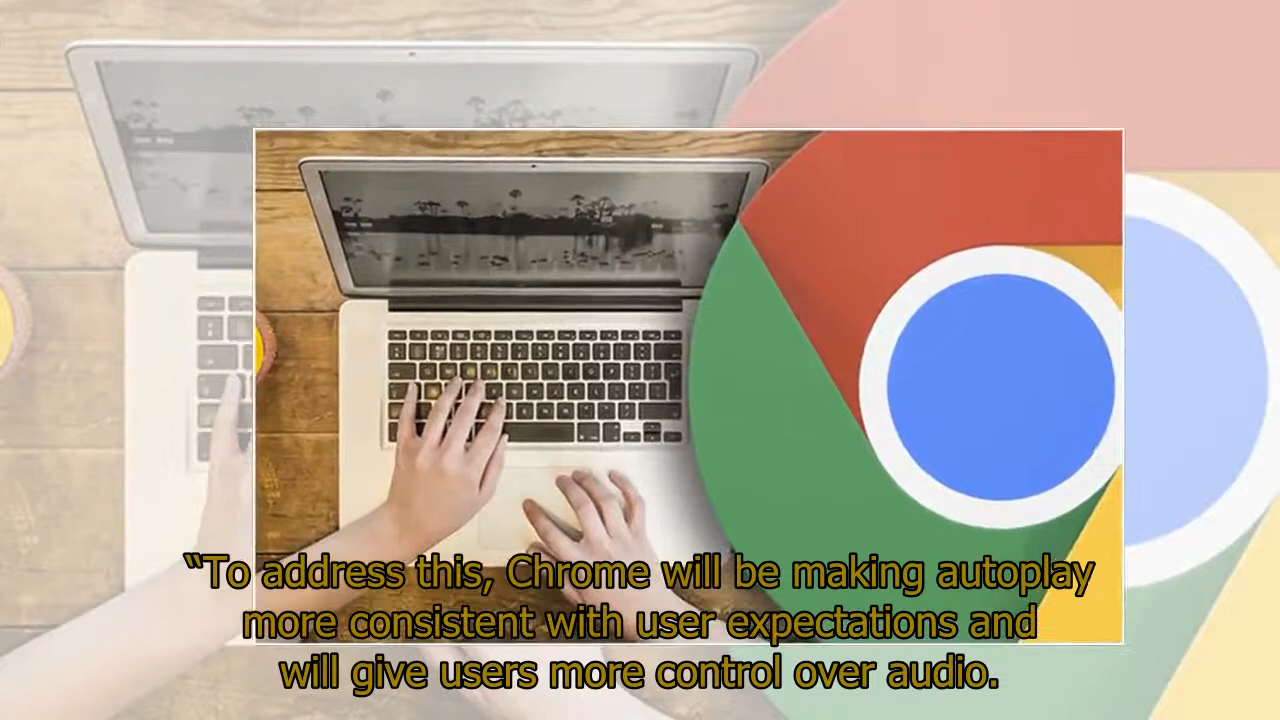 “To address this, Chrome will be making autoplay
more consistent with user expectations and
will give users more control over audio.